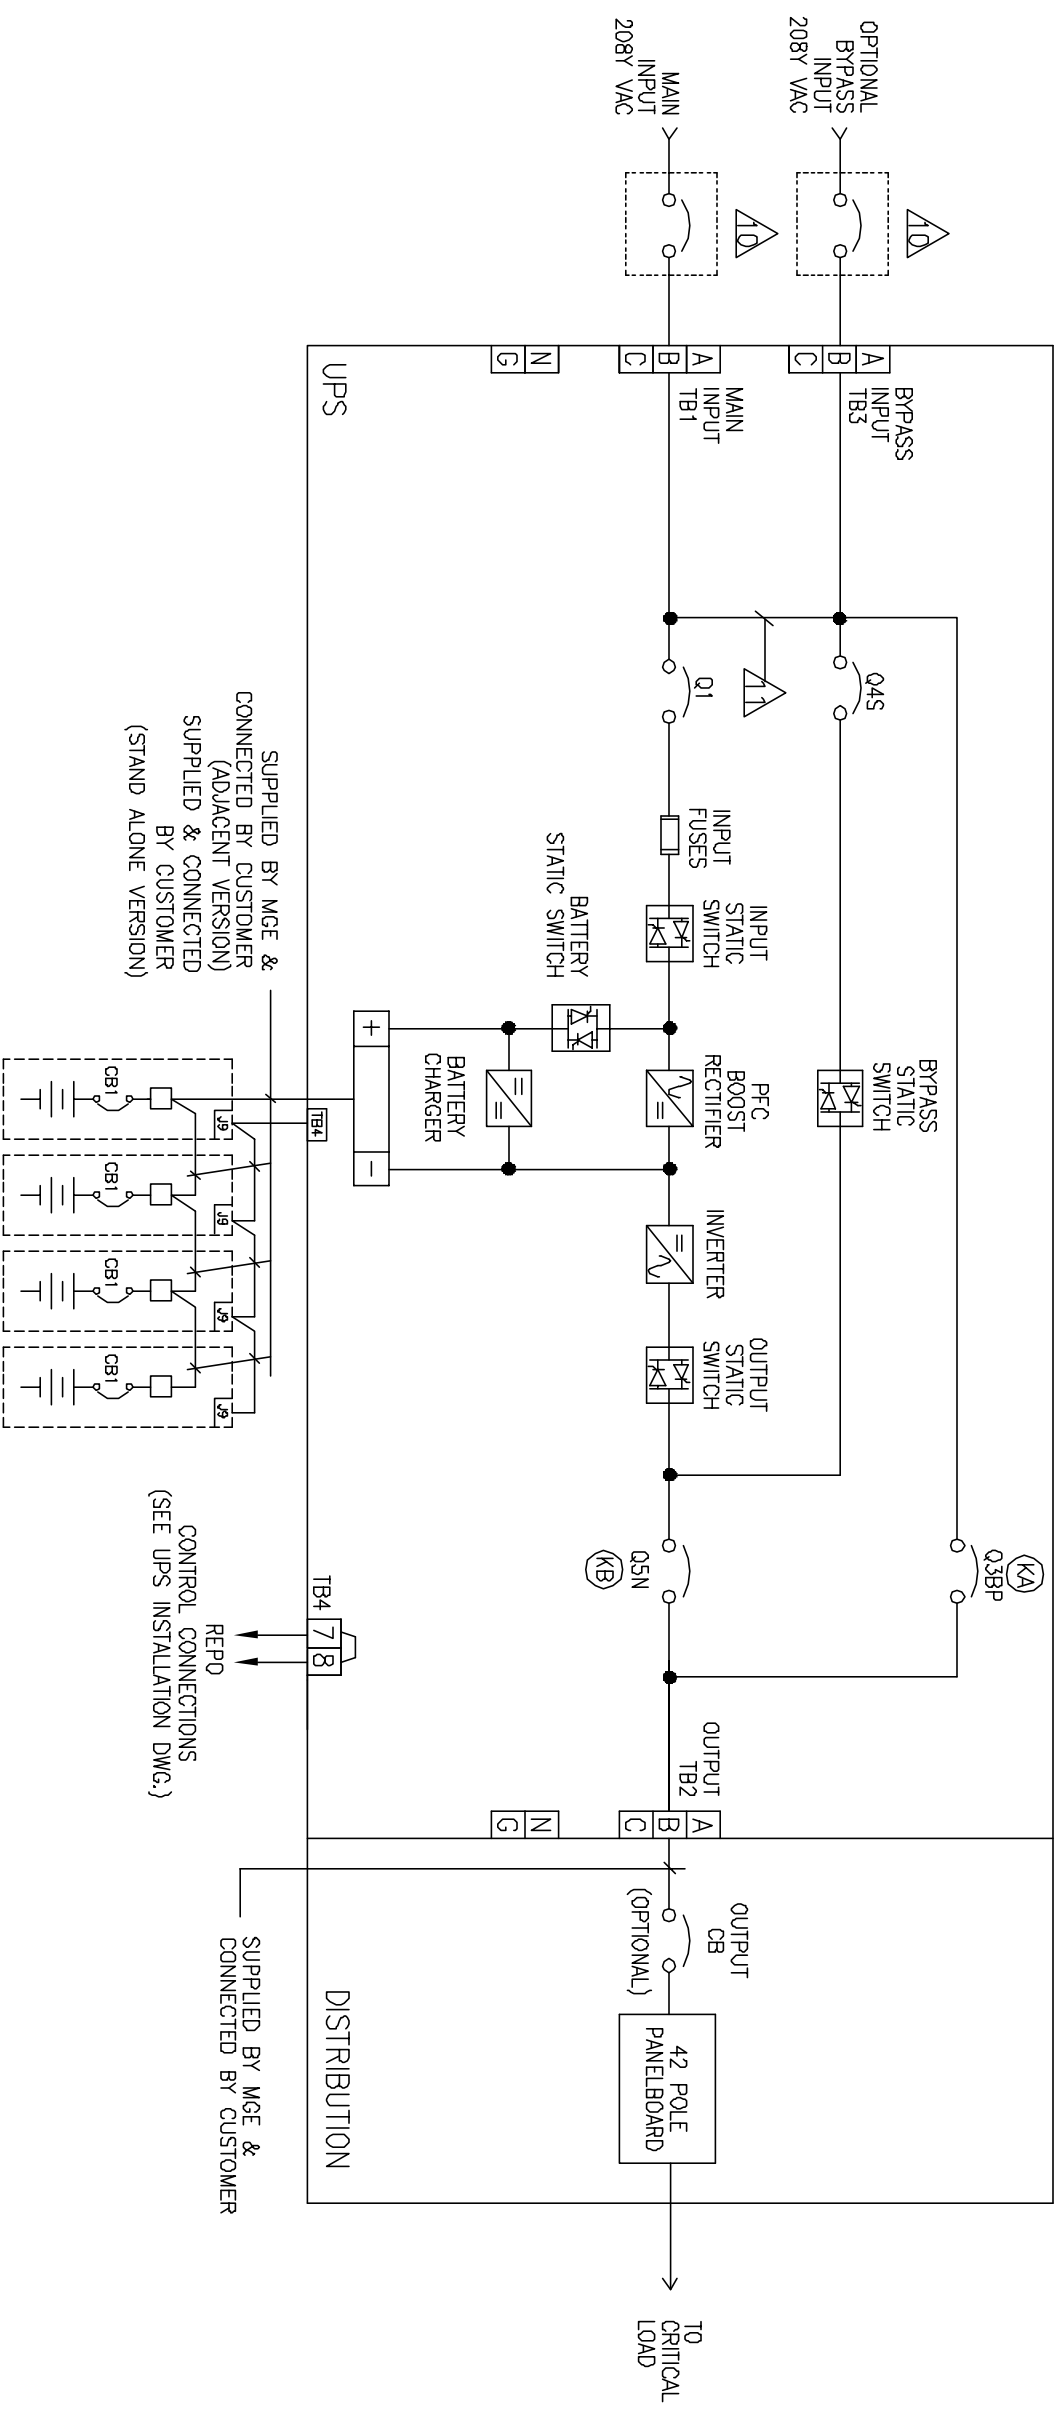 OPTIONAL
BYPASS
INPUT
208Y VAC
10
MAIN
INPUT
208Y VAC
10
A
B
C
BYPASS
INPUT
TB3
A
B
C
MAIN
INPUT
TB1
N
G
UPS
Q4S
11
Q1
INPUT
FUSES
INPUT
STATIC
SWITCH
BATTERY
STATIC SWITCH
BYPASS
STATIC
SWITCH
PFC
BOOST
RECTIFIER
BATTERY
CHARGER
+
-
INVERTER
OUTPUT
STATIC
SWITCH
KA
Q3BP
Q5N
KB
OUTPUT
TB2
A
B
C
N
G
TB4
7
8
REPO
CONTROL CONNECTIONS
(SEE UPS INSTALLATION DWG.)
SUPPLIED BY MGE &
CONNECTED BY CUSTOMER
(ADJACENT VERSION)
SUPPLIED & CONNECTED
BY CUSTOMER
(STAND ALONE VERSION)
TB4
J9
CB1
J9
CB1
J9
CB1
J9
CB1
OUTPUT
CB
(OPTIONAL)
42 POLE
PANELBOARD
DISTRIBUTION
SUPPLIED BY MGE &
CONNECTED BY CUSTOMER
TO
CRITICAL
LOAD